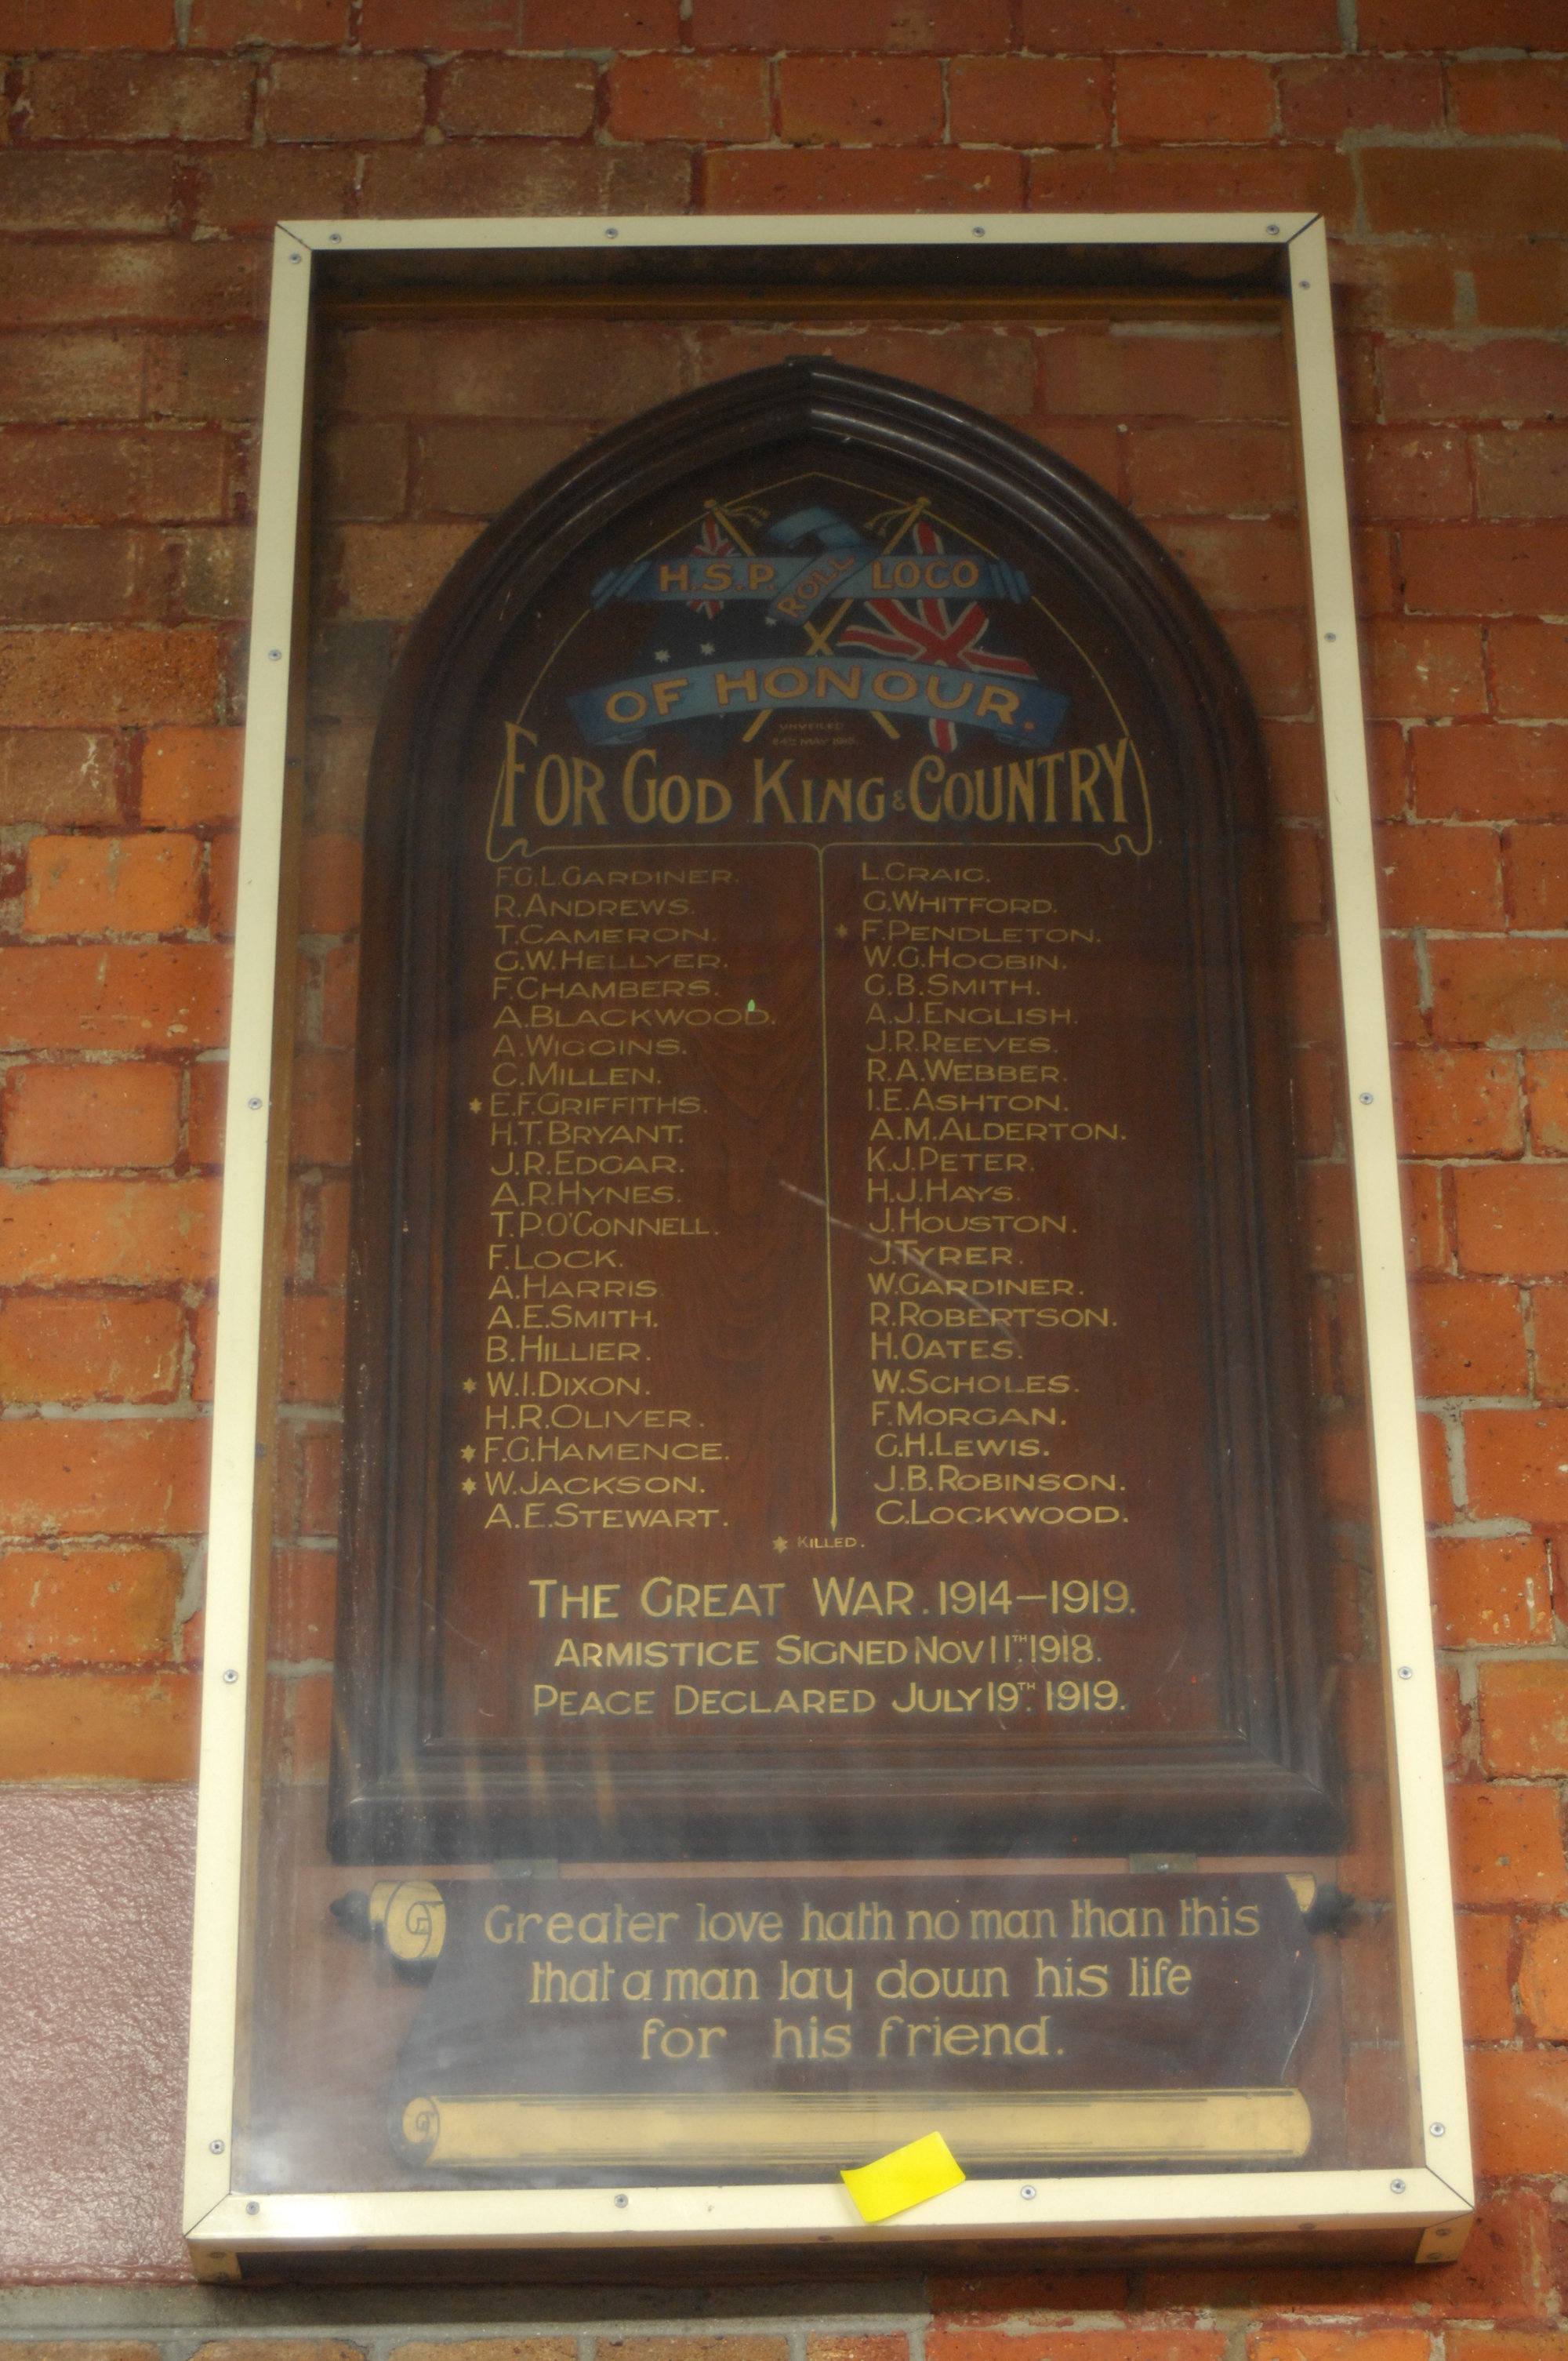 H.S.P. ROLL LOCO
OF HONOUR.
UNVEILED
MAY
FOR GOD KING & COUNTRY
F.G.L.GARDINER.
R.ANDREWS.
T.CAMERON.
G.W.HELLYER.
F.CHAMBERS.
A.BLACKWOOD.
A.WIGGINS.
C.MILLEN.
* E.F.GRIFFITHS.
H.T.BRYANT.
J.R.EDGAR.
A.R.HYNES.
T.P.O'CONNELL.
F.LOCK.
A.HARRIS.
A.E.SMITH.
B.HILLIER.
* W.I.DIXON.
H.R.OLIVER.
* F.G.HAMENCE.
* W.JACKSON.
A.E.STEWART.
L.CRAIG.
G.WHITFORD.
* F.PENDLETON.
W.G.HOGBIN.
G.B.SMITH.
A.J.ENGLISH.
J.R.REEVES.
R.A.WEBBER.
I.E.ASHTON.
A.M.ALDERTON.
K.J.PETER.
H.J.HAYS.
J.HOUSTON.
J.TYRER.
W.GARDINER.
R.ROBERTSON.
H.OATES.
W.SCHOLES.
F.MORGAN.
G.H.LEWIS.
J.B.ROBINSON.
C.LOCKWOOD.
* KILLED.
THE GREAT WAR. 1914–1919.
ARMISTICE SIGNED NOV 11TH 1918.
PEACE DECLARED JULY 19TH. 1919.
Greater love hath no man than this
that a man lay down his life
for his friend.